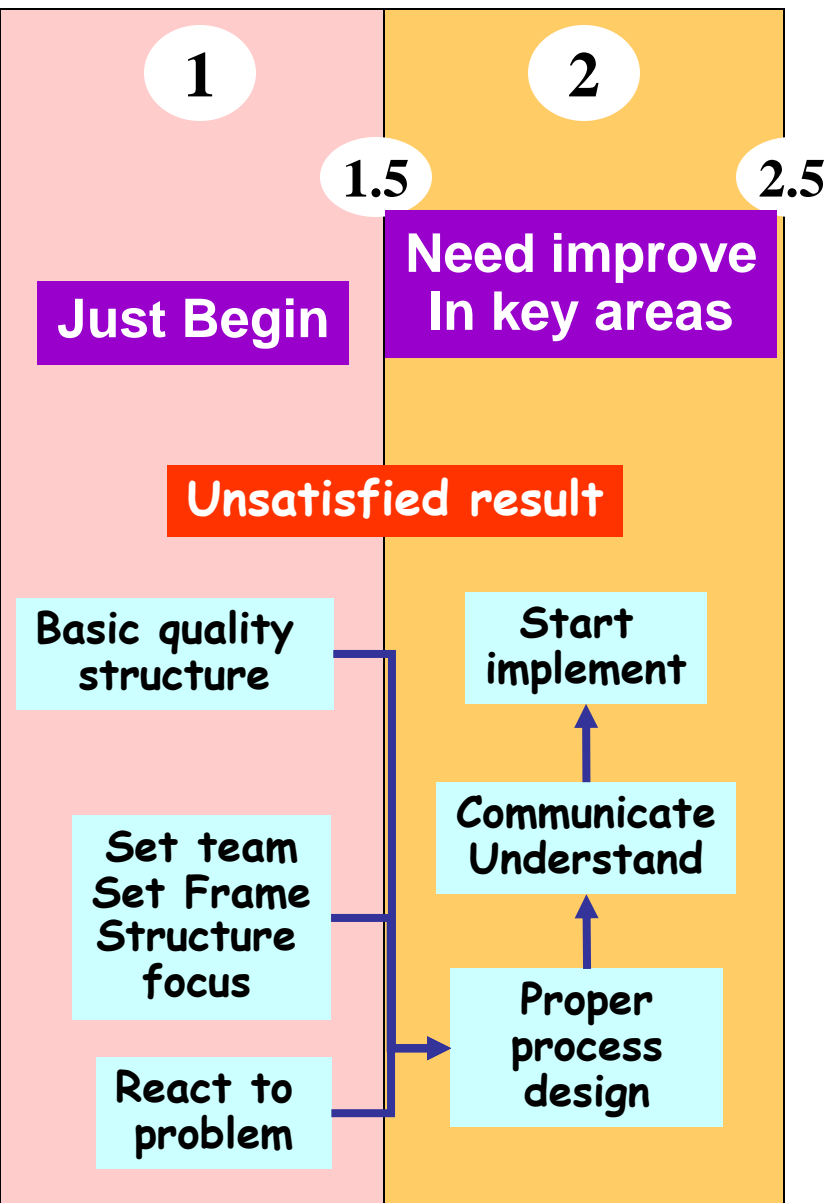 1
2
1.5
2.5
Just Begin
Need improve
In key areas
Unsatisfied result
Basic quality
structure
Set team
Set Frame
Structure
focus
React to
problem
Start
implement
Communicate
Understand
Proper
process
design